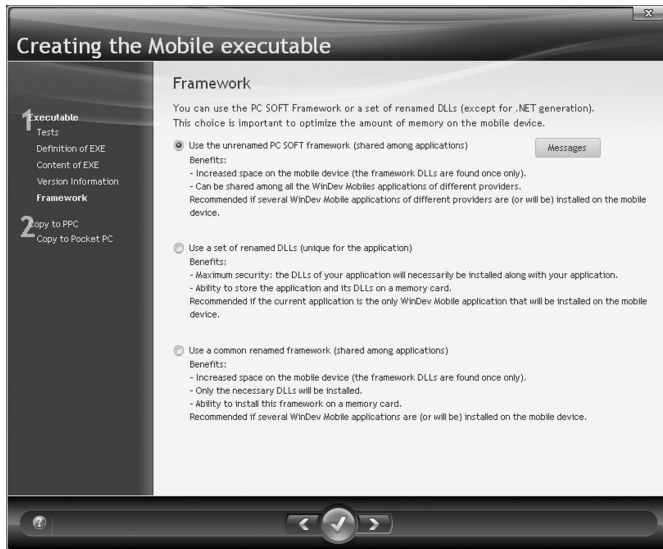 Creating the Mobile executable
1
Executable
Tests
Definition of EXE
Content of EXE
Version Information
Framework
2
Copy to PPC
Copy to Pocket PC
Framework
You can use the PC SOFT Framework or a set of renamed DLLs (except for .NET generation).
This choice is important to optimize the amount of memory on the mobile device.
Use the unrenamed PC SOFT framework (shared among applications)
Messages
Benefits:
- Increased space on the mobile device (the framework DLLs are found once only).
- Can be shared among all the WinDev Mobiles applications of different providers.
Recommended if several WinDev Mobile applications of different providers are (or will be) installed on the mobile
device.
Use a set of renamed DLLs (unique for the application)
Benefits:
- Maximum security: the DLLs of your application will necessarily be installed along with your application.
- Ability to store the application and its DLLs on a memory card.
Recommended if the current application is the only WinDev Mobile application that will be installed on the mobile
device.
Use a common renamed framework (shared among applications)
Benefits:
- Increased space on the mobile device (the framework DLLs are found once only).
- Only the necessary DLLs will be installed.
- Ability to install this framework on a memory card.
Recommended if several WinDev Mobile applications are (or will be) installed on the mobile device.
?